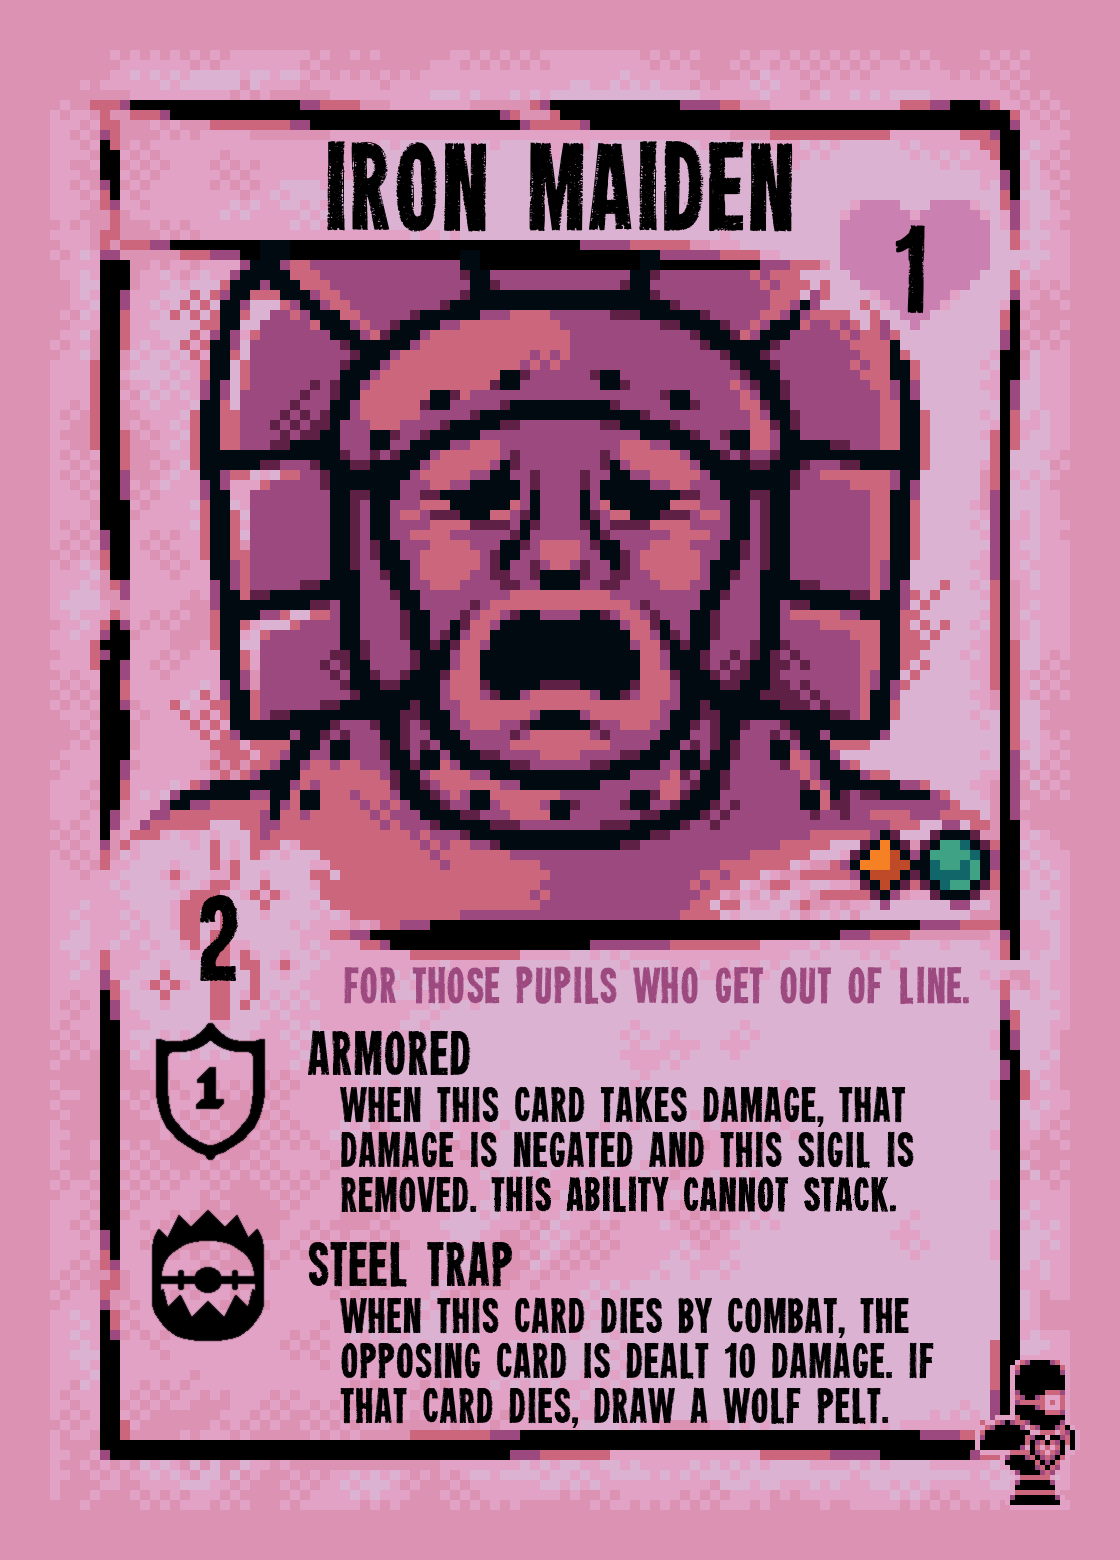 IRON MAIDEN
1
2
FOR THOSE PUPILS WHO GET OUT OF LINE.
1
ARMORED
WHEN THIS CARD TAKES DAMAGE, THAT
DAMAGE IS NEGATED AND THIS SIGIL IS
REMOVED. THIS ABILITY CANNOT STACK.
STEEL TRAP
WHEN THIS CARD DIES BY COMBAT, THE
OPPOSING CARD IS DEALT 10 DAMAGE. IF
THAT CARD DIES, DRAW A WOLF PELT.